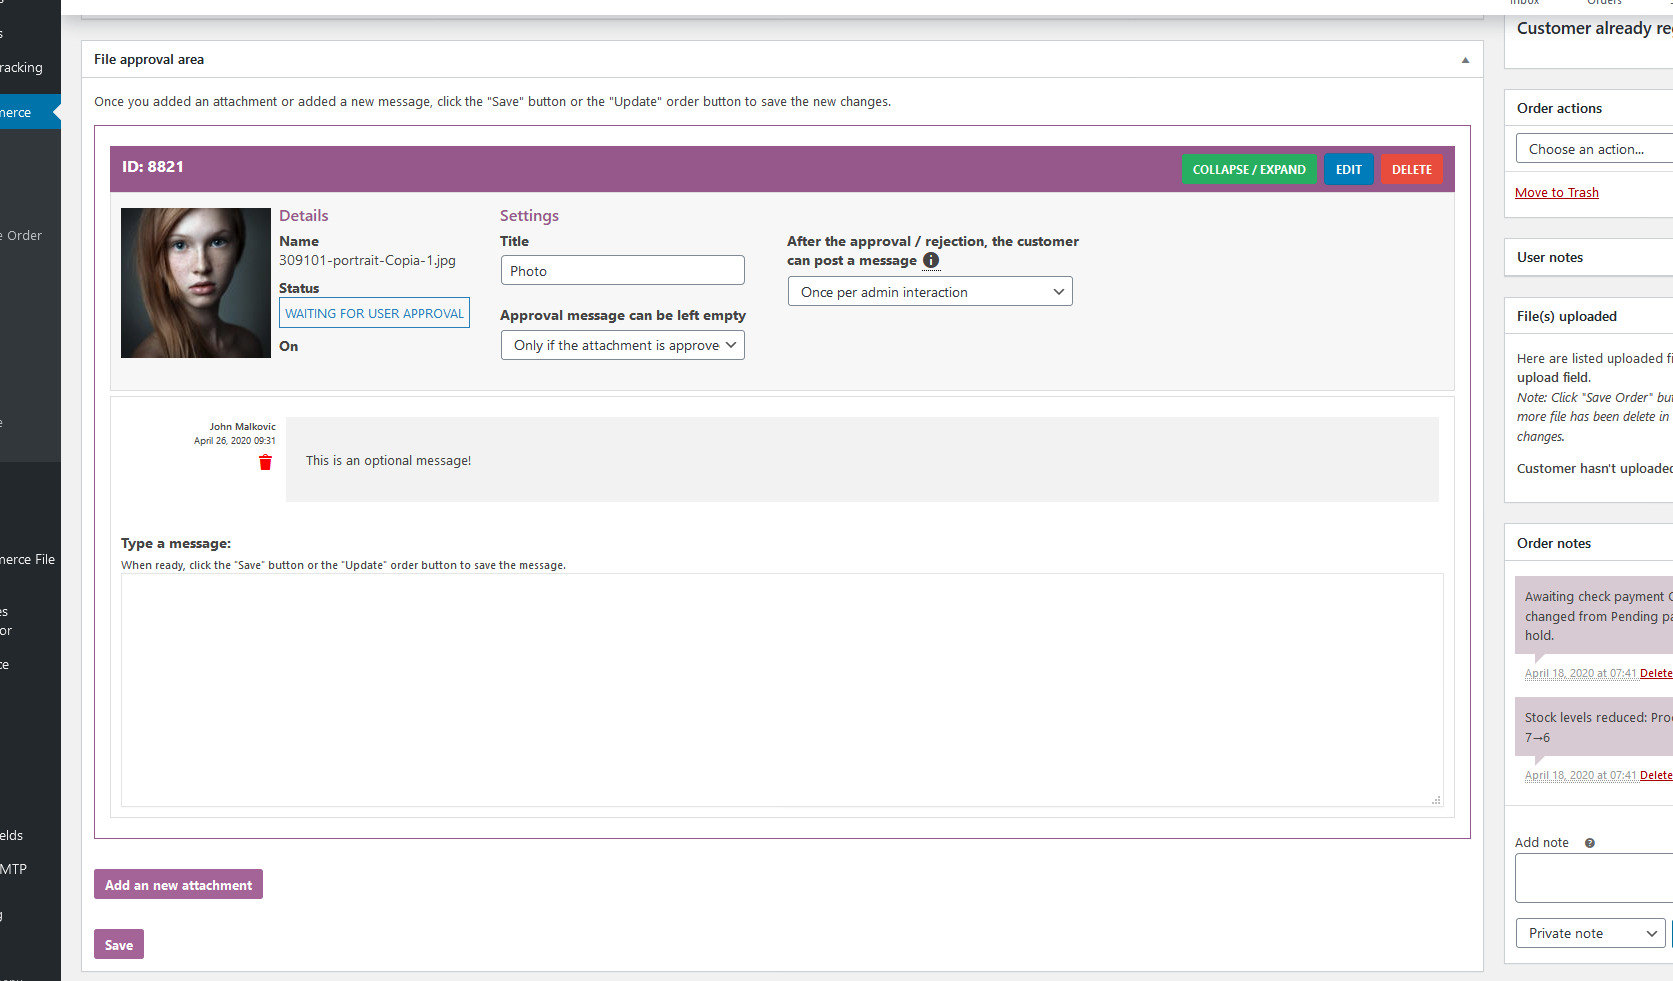 Inbox
Orders
s
racking
merce
e Order
e
merce File
es
or
ce
elds
MTP
g
File approval area
Once you added an attachment or added a new message, click the "Save" button or the "Update" order button to save the new changes.
ID: 8821
COLLAPSE / EXPAND
EDIT
DELETE
Details
Name
309101-portrait-Copia-1.jpg
Status
WAITING FOR USER APPROVAL
On
Settings
Title
Photo
Approval message can be left empty
Only if the attachment is approve
After the approval / rejection, the customer
can post a message
Once per admin interaction
John Malkovic
April 26, 2020 09:31
This is an optional message!
Type a message:
When ready, click the "Save" button or the "Update" order button to save the message.
Add an new attachment
Save
Customer already re
Order actions
Choose an action...
Move to Trash
User notes
File(s) uploaded
Here are listed uploaded fi
upload field.
Note: Click "Save Order" but
more file has been delete in
changes.
Customer hasn't uploaded
Order notes
Awaiting check payment O
changed from Pending pa
hold.
April 18, 2020 at 07:41 Delete
Stock levels reduced: Prod
7→6
April 18, 2020 at 07:41 Delete
Add note
Private note